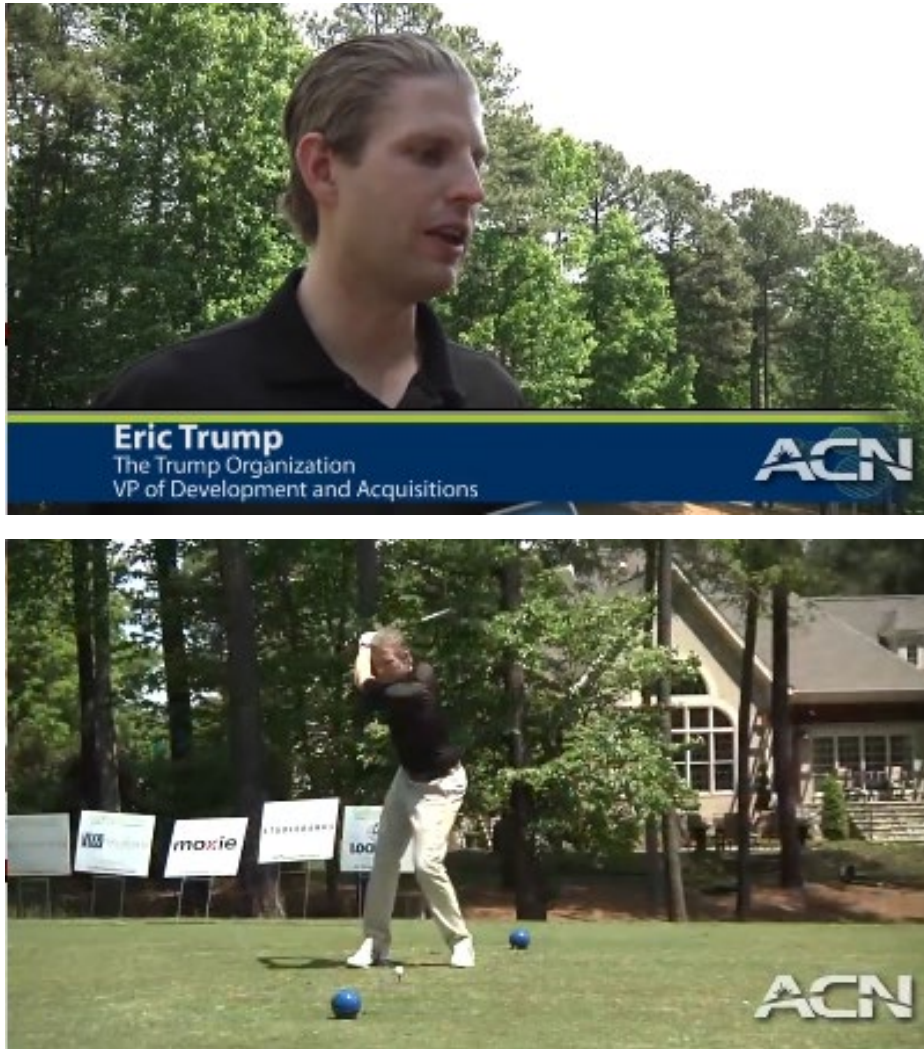 Eric Trump
The Trump Organization
VP of Development and Acquisitions
ACN
moxie
ACN